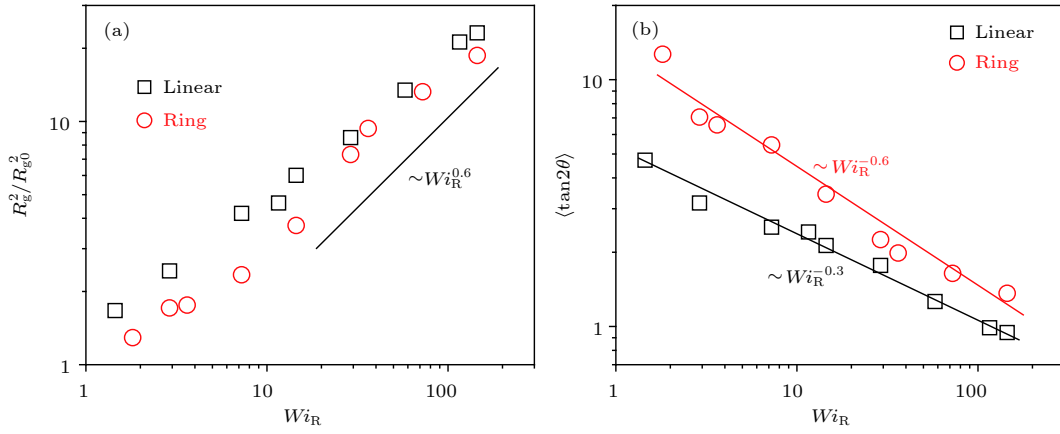 (a)
Linear
Ring
~Wi_R^0.6
R_g^2/R_g0^2
10
1
1
10
100
Wi_R
(b)
Linear
Ring
~Wi_R^−0.6
~Wi_R^−0.3
⟨tan2θ⟩
10
1
1
10
100
Wi_R